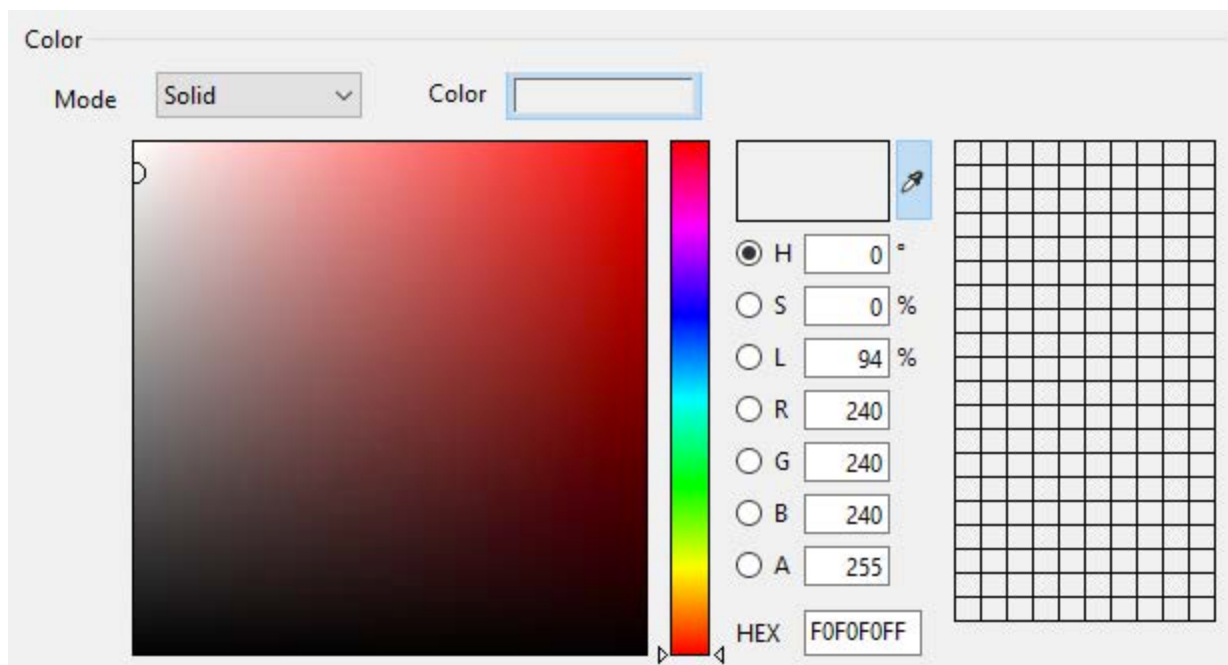 Color
Mode Solid Color
H 0 °
S 0 %
L 94 %
R 240
G 240
B 240
A 255
HEX F0F0F0FF